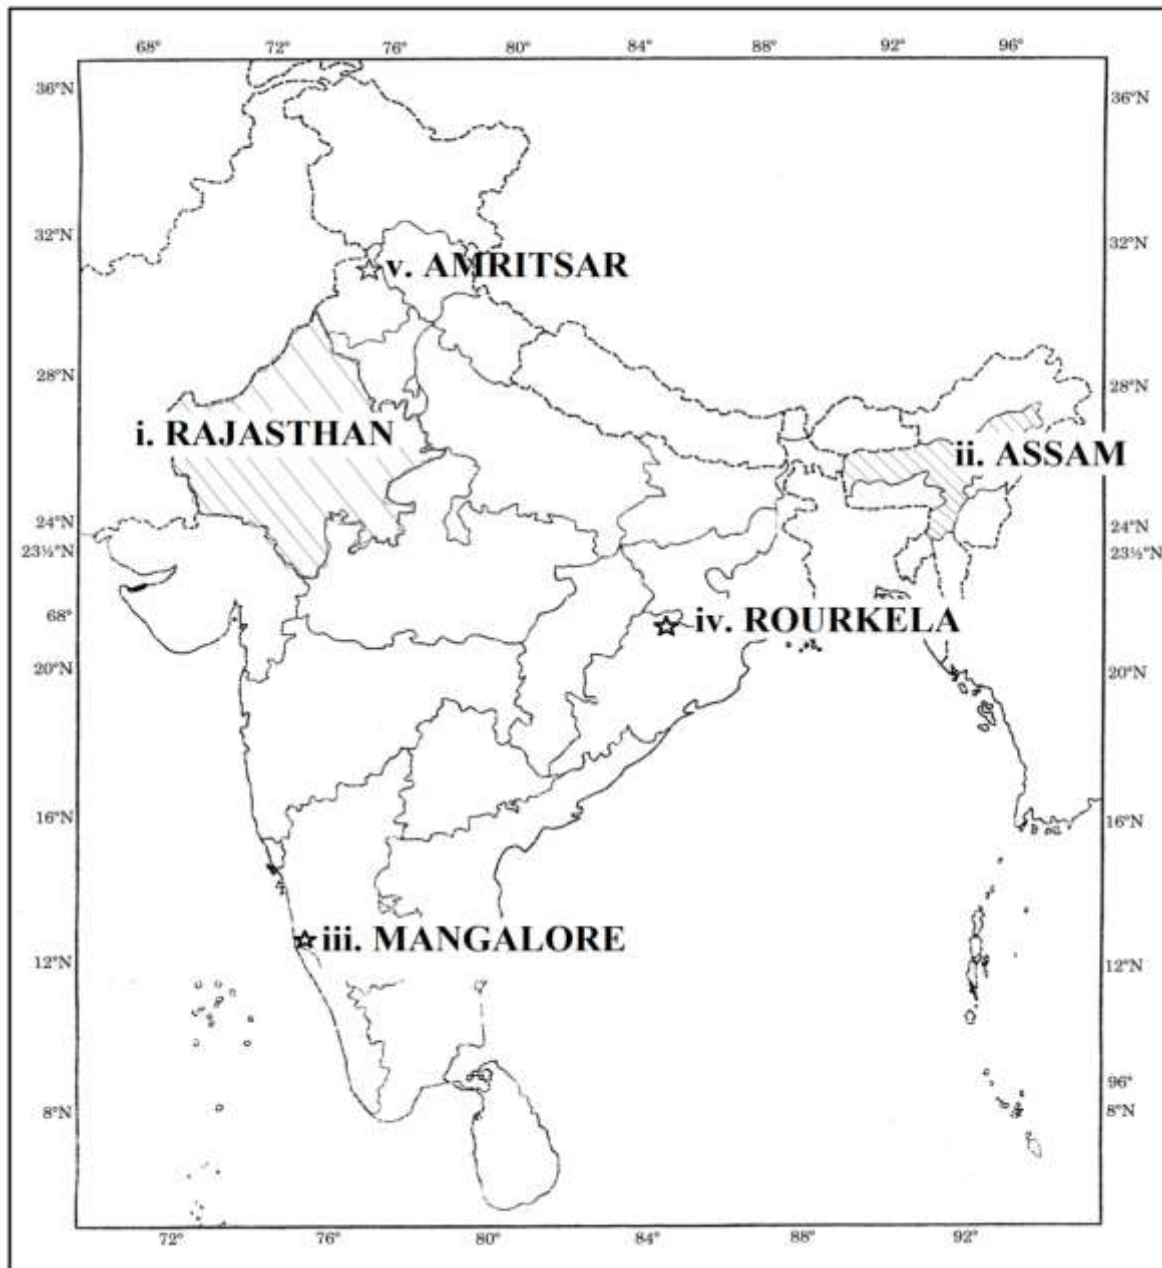 68° 72° 76° 80° 84° 88° 92° 96°
36°N 36°N
32°N 32°N
v. AMRITSAR
28°N 28°N
i. RAJASTHAN
ii. ASSAM
24°N 24°N
23½°N 23½°N
68°
iv. ROURKELA
20°N 20°N
16°N 16°N
iii. MANGALORE
12°N 12°N
96°
8°N 8°N
72° 76° 80° 84° 88° 92°